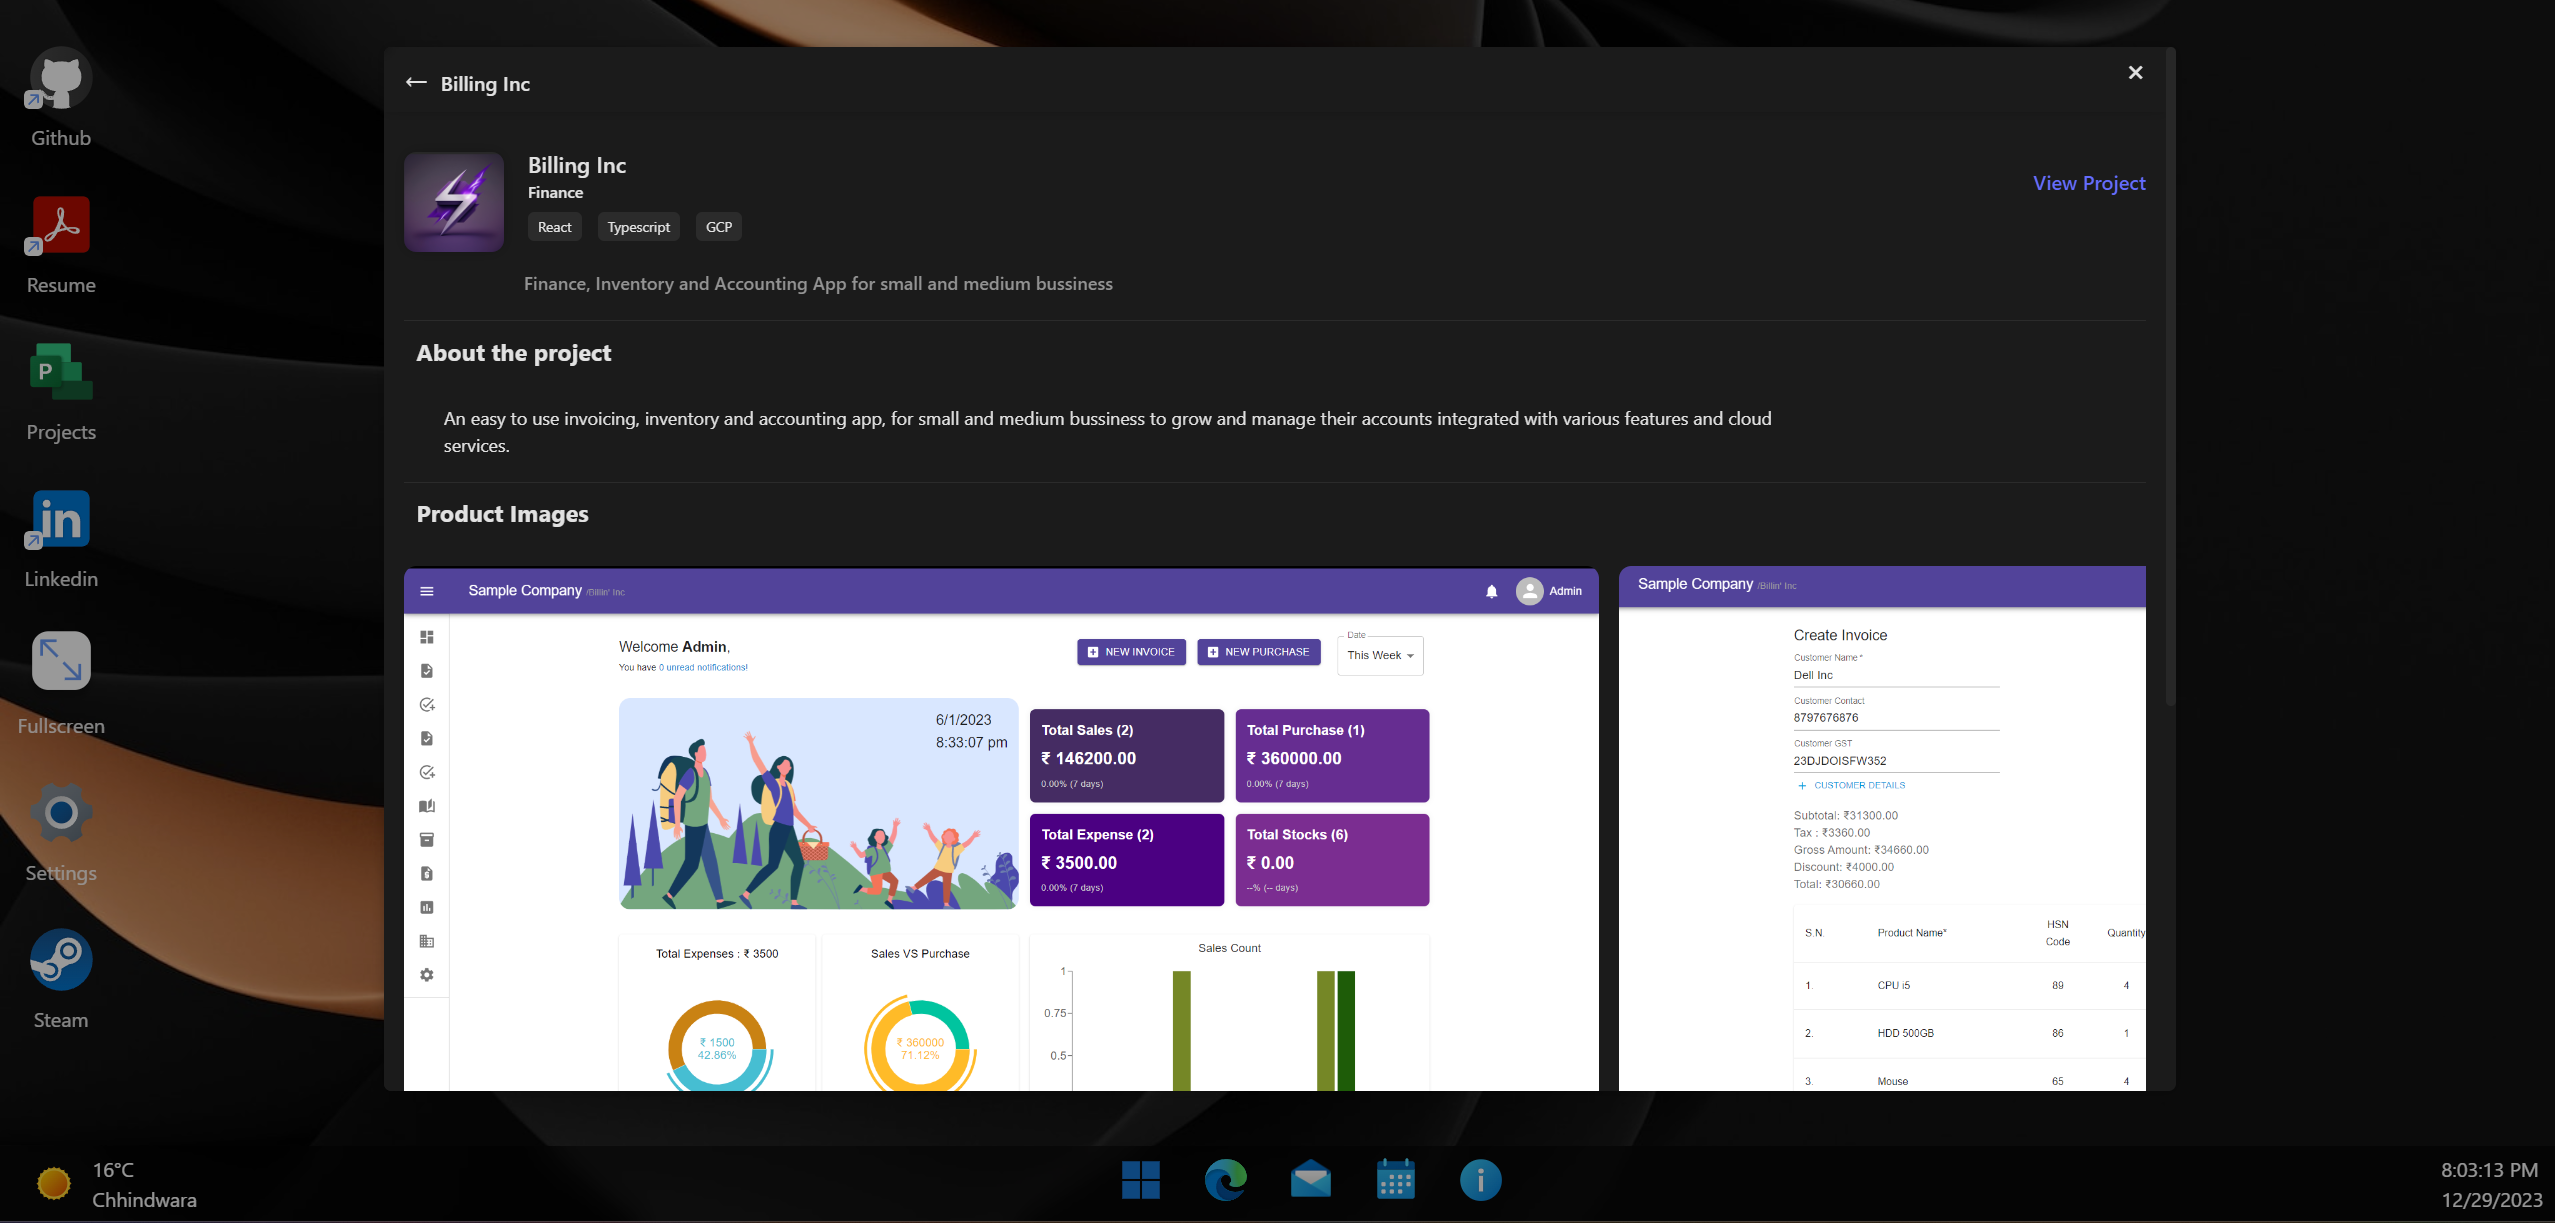 Github
Resume
P
Projects
in
Linkedin
Fullscreen
Settings
Steam
Billing Inc
Billing Inc
Finance
React
Typescript
GCP
View Project
Finance, Inventory and Accounting App for small and medium bussiness
About the project
An easy to use invoicing, inventory and accounting app, for small and medium bussiness to grow and manage their accounts integrated with various features and cloud
services.
Product Images
Sample Company /Billin' Inc
Admin
Welcome Admin,
You have 0 unread notifications!
NEW INVOICE
NEW PURCHASE
Date
This Week
6/1/2023
8:33:07 pm
Total Sales (2)
₹ 146200.00
0.00% (7 days)
Total Purchase (1)
₹ 360000.00
0.00% (7 days)
Total Expense (2)
₹ 3500.00
0.00% (7 days)
Total Stocks (6)
₹ 0.00
--% (-- days)
Total Expenses : ₹ 3500
₹ 1500
42.86%
Sales VS Purchase
₹ 360000
71.12%
Sales Count
1
0.75
0.5
Sample Company /Billin' Inc
Create Invoice
Customer Name *
Dell Inc
Customer Contact
8797676876
Customer GST
23DJDOISFW352
+ CUSTOMER DETAILS
Subtotal: ₹31300.00
Tax : ₹3360.00
Gross Amount: ₹34660.00
Discount: ₹4000.00
Total: ₹30660.00
S.N. Product Name* HSN Code Quantity
1. CPU i5 89 4
2. HDD 500GB 86 1
3. Mouse 65 4
16°C
Chhindwara
8:03:13 PM
12/29/2023